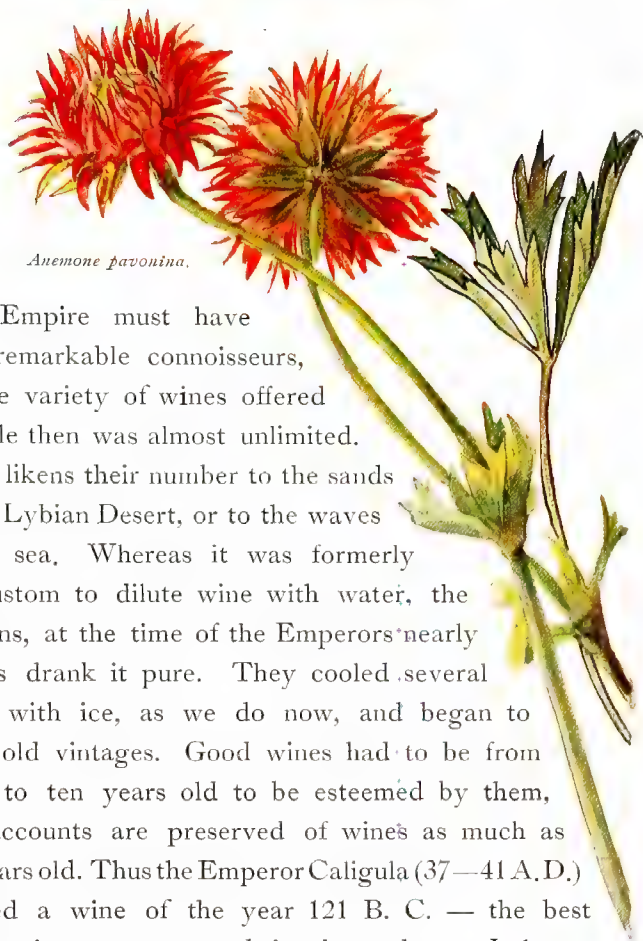 Anemone pavonina.
Empire must have
remarkable connoisseurs,
variety of wines offered
then was almost unlimited.
likens their number to the sands
Lybian Desert, or to the waves
sea. Whereas it was formerly
to dilute wine with water, the
at the time of the Emperors nearly
drank it pure. They cooled several
with ice, as we do now, and began to
old vintages. Good wines had to be from
to ten years old to be esteemed by them,
accounts are preserved of wines as much as
old. Thus the Emperor Caligula (37—41 A.D.)
a wine of the year 121 B. C. — the best